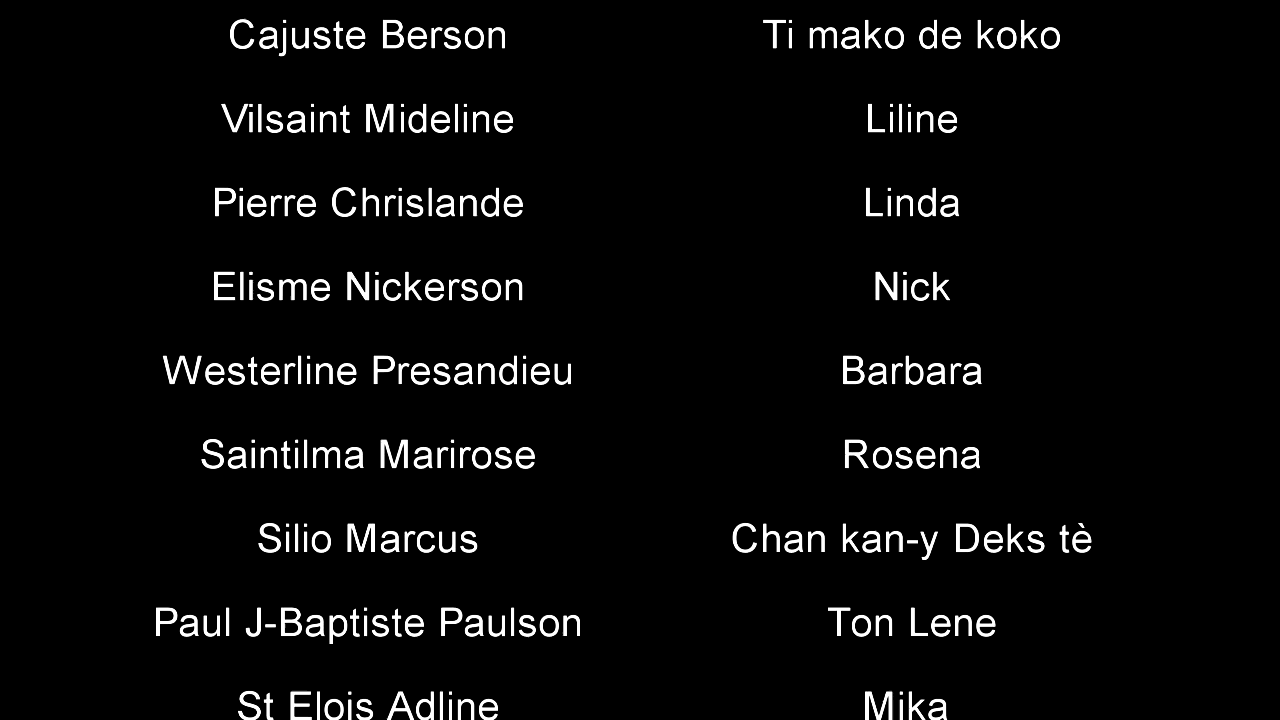 Cajuste Berson Ti mako de koko
Vilsaint Mideline Liline
Pierre Chrislande Linda
Elisme Nickerson Nick
Westerline Presandieu Barbara
Saintilma Marirose Rosena
Silio Marcus Chan kan-y Deks tè
Paul J-Baptiste Paulson Ton Lene
St Elois Adline Mika